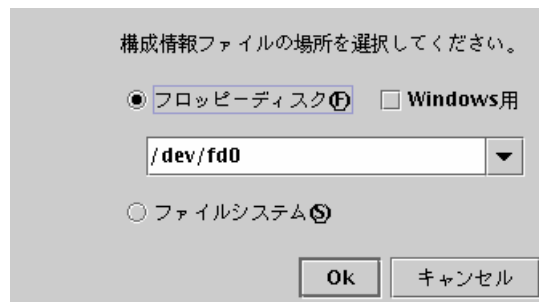 構成情報ファイルの場所を選択してください。
フロッピーディスク(F) Windows用
/dev/fd0
ファイルシステム(S)
Ok キャンセル